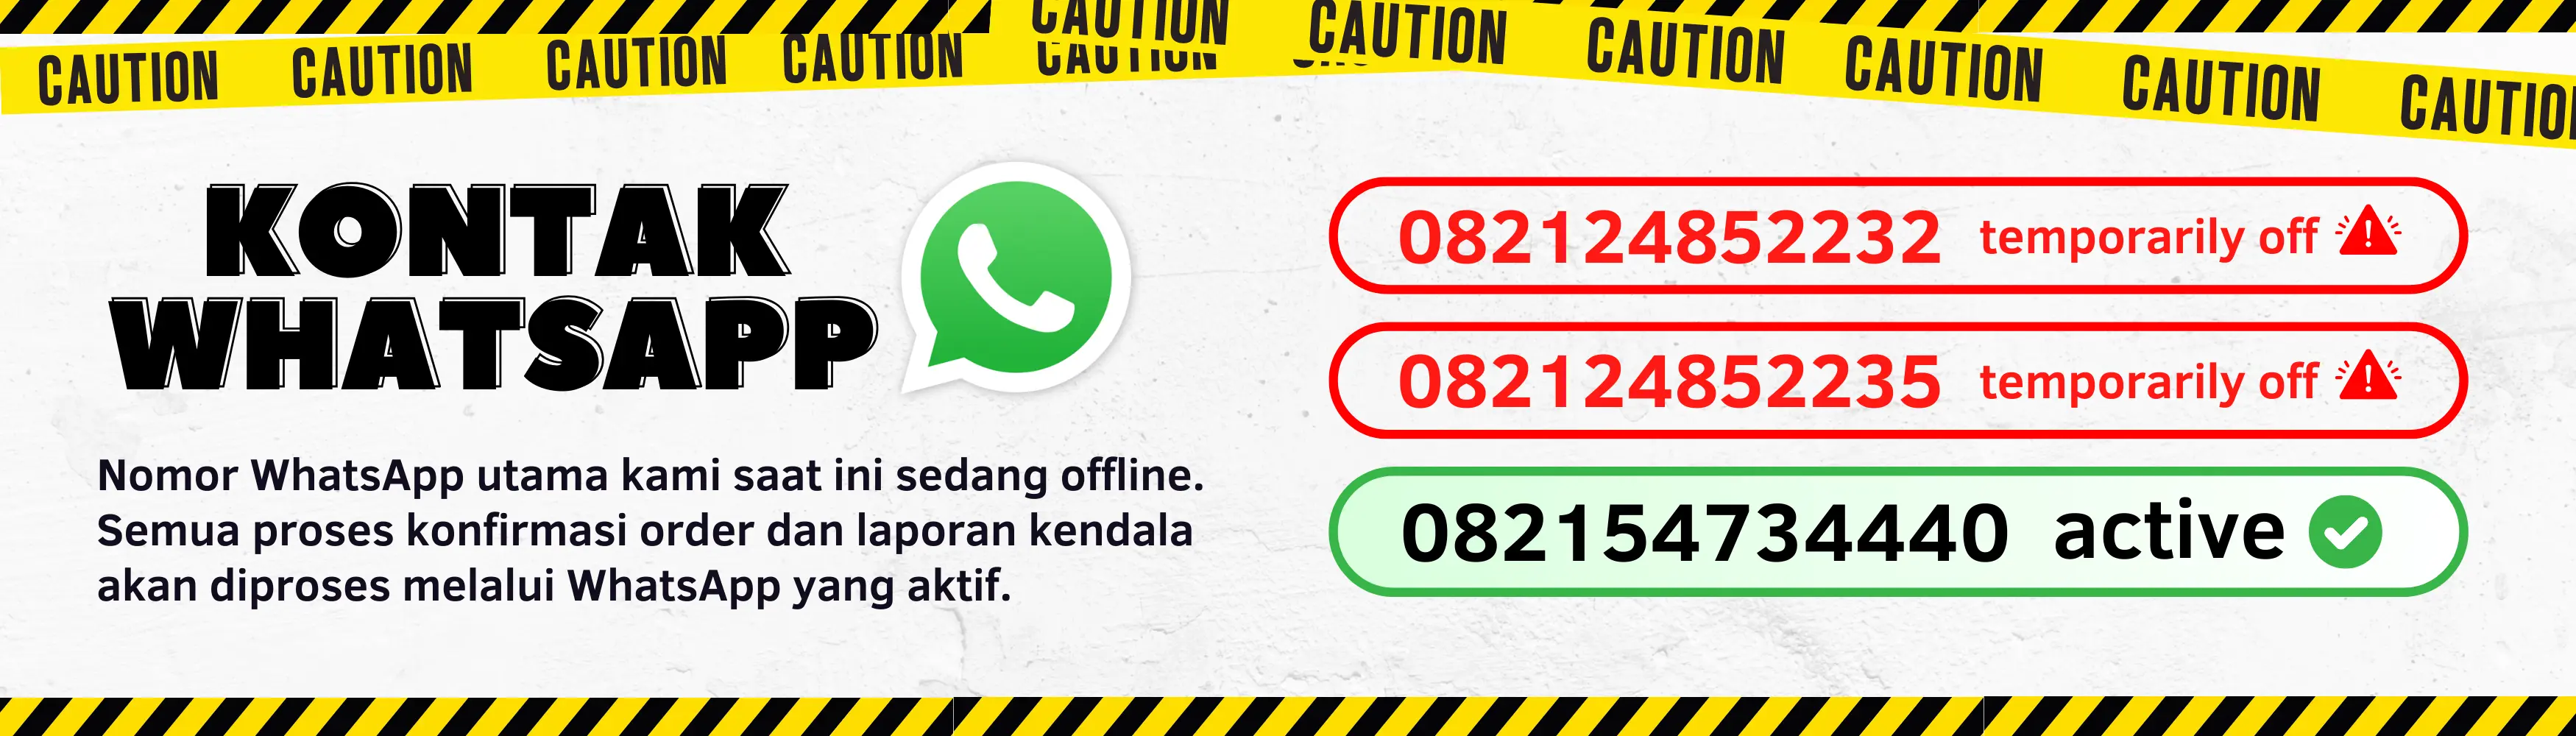 CAUTION CAUTION CAUTION CAUTION CAUTION CAUTION CAUTION CAUTION CAUTION
CAUTION
KONTAK
WHATSAPP
Nomor WhatsApp utama kami saat ini sedang offline.
Semua proses konfirmasi order dan laporan kendala
akan diproses melalui WhatsApp yang aktif.
082124852232 temporarily off
082124852235 temporarily off
082154734440 active